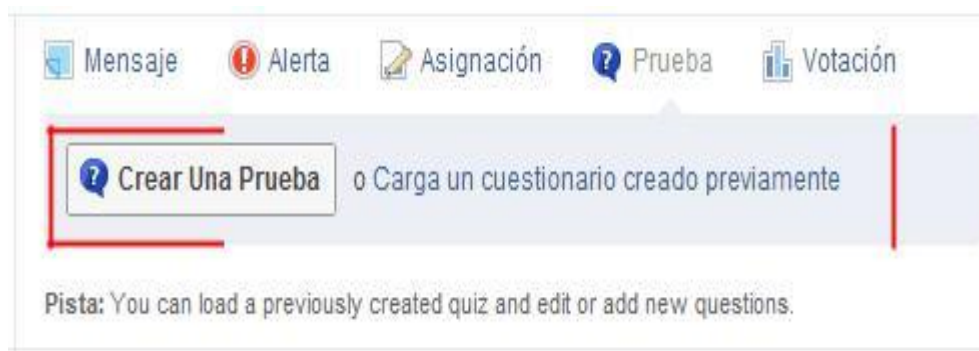 Mensaje Alerta Asignación Prueba Votación
Crear Una Prueba o Carga un cuestionario creado previamente
Pista: You can load a previously created quiz and edit or add new questions.